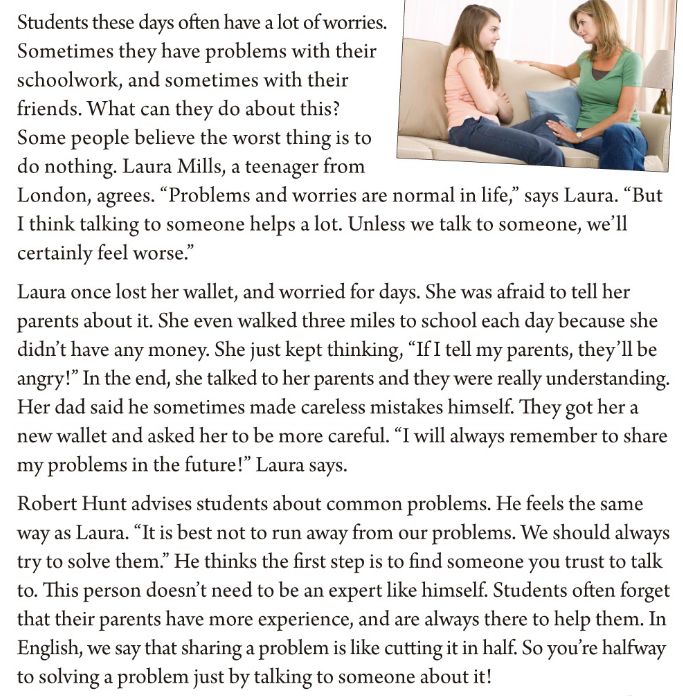 Students these days often have a lot of worries.
Sometimes they have problems with their
schoolwork, and sometimes with their
friends. What can they do about this?
Some people believe the worst thing is to
do nothing. Laura Mills, a teenager from
London, agrees. “Problems and worries are normal in life,” says Laura. “But
I think talking to someone helps a lot. Unless we talk to someone, we’ll
certainly feel worse.”
Laura once lost her wallet, and worried for days. She was afraid to tell her
parents about it. She even walked three miles to school each day because she
didn’t have any money. She just kept thinking, “If I tell my parents, they’ll be
angry!” In the end, she talked to her parents and they were really understanding.
Her dad said he sometimes made careless mistakes himself. They got her a
new wallet and asked her to be more careful. “I will always remember to share
my problems in the future!” Laura says.
Robert Hunt advises students about common problems. He feels the same
way as Laura. “It is best not to run away from our problems. We should always
try to solve them.” He thinks the first step is to find someone you trust to talk
to. This person doesn’t need to be an expert like himself. Students often forget
that their parents have more experience, and are always there to help them. In
English, we say that sharing a problem is like cutting it in half. So you’re halfway
to solving a problem just by talking to someone about it!